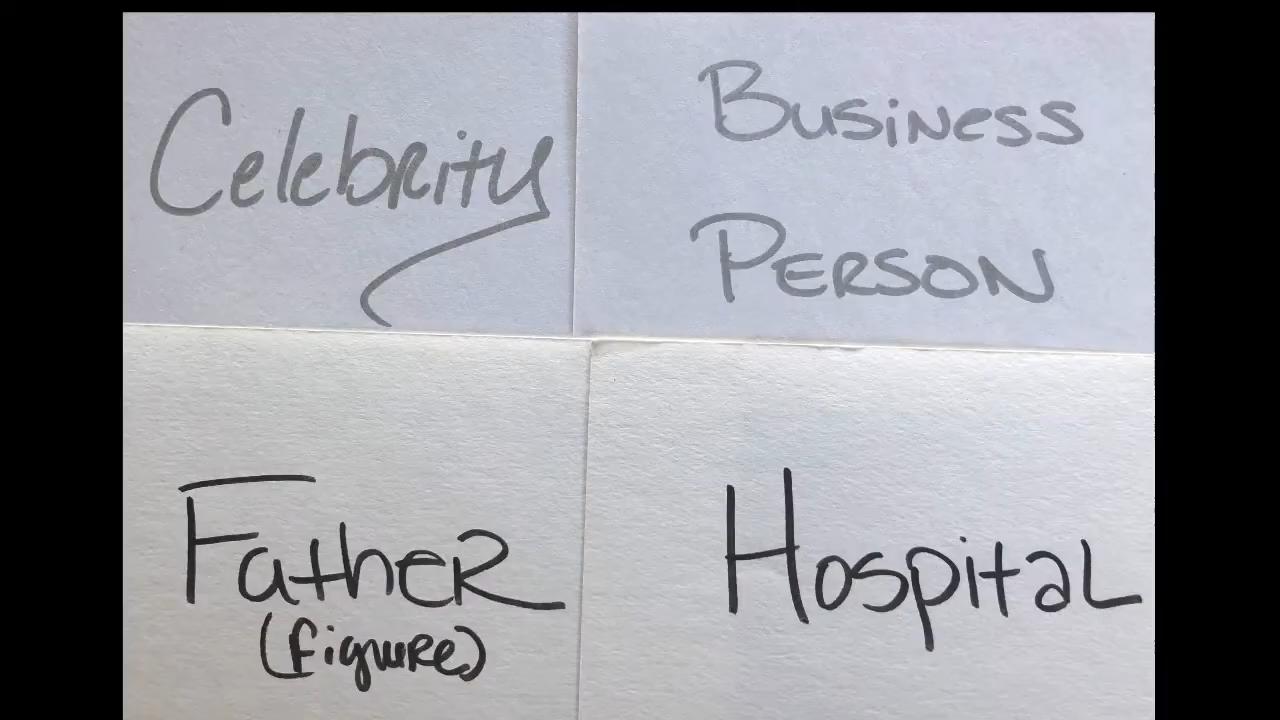 Celebrity
Business
Person
Father
(figure)
Hospital